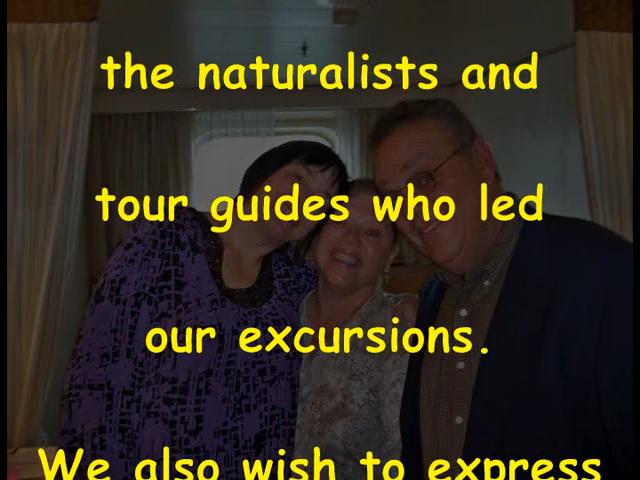 the naturalists and
tour guides who led
our excursions.
We also wish to express